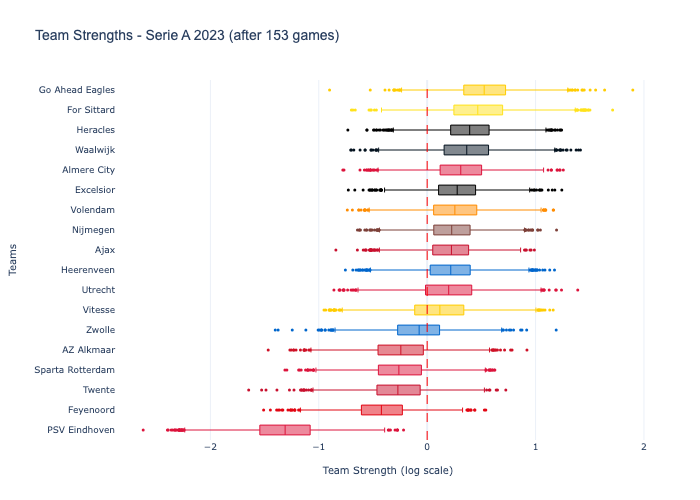 Team Strengths - Serie A 2023 (after 153 games)
Go Ahead Eagles
For Sittard
Heracles
Waalwijk
Almere City
Excelsior
Volendam
Nijmegen
Ajax
Heerenveen
Utrecht
Vitesse
Zwolle
AZ Alkmaar
Sparta Rotterdam
Twente
Feyenoord
PSV Eindhoven
Teams
−2
−1
0
1
2
Team Strength (log scale)